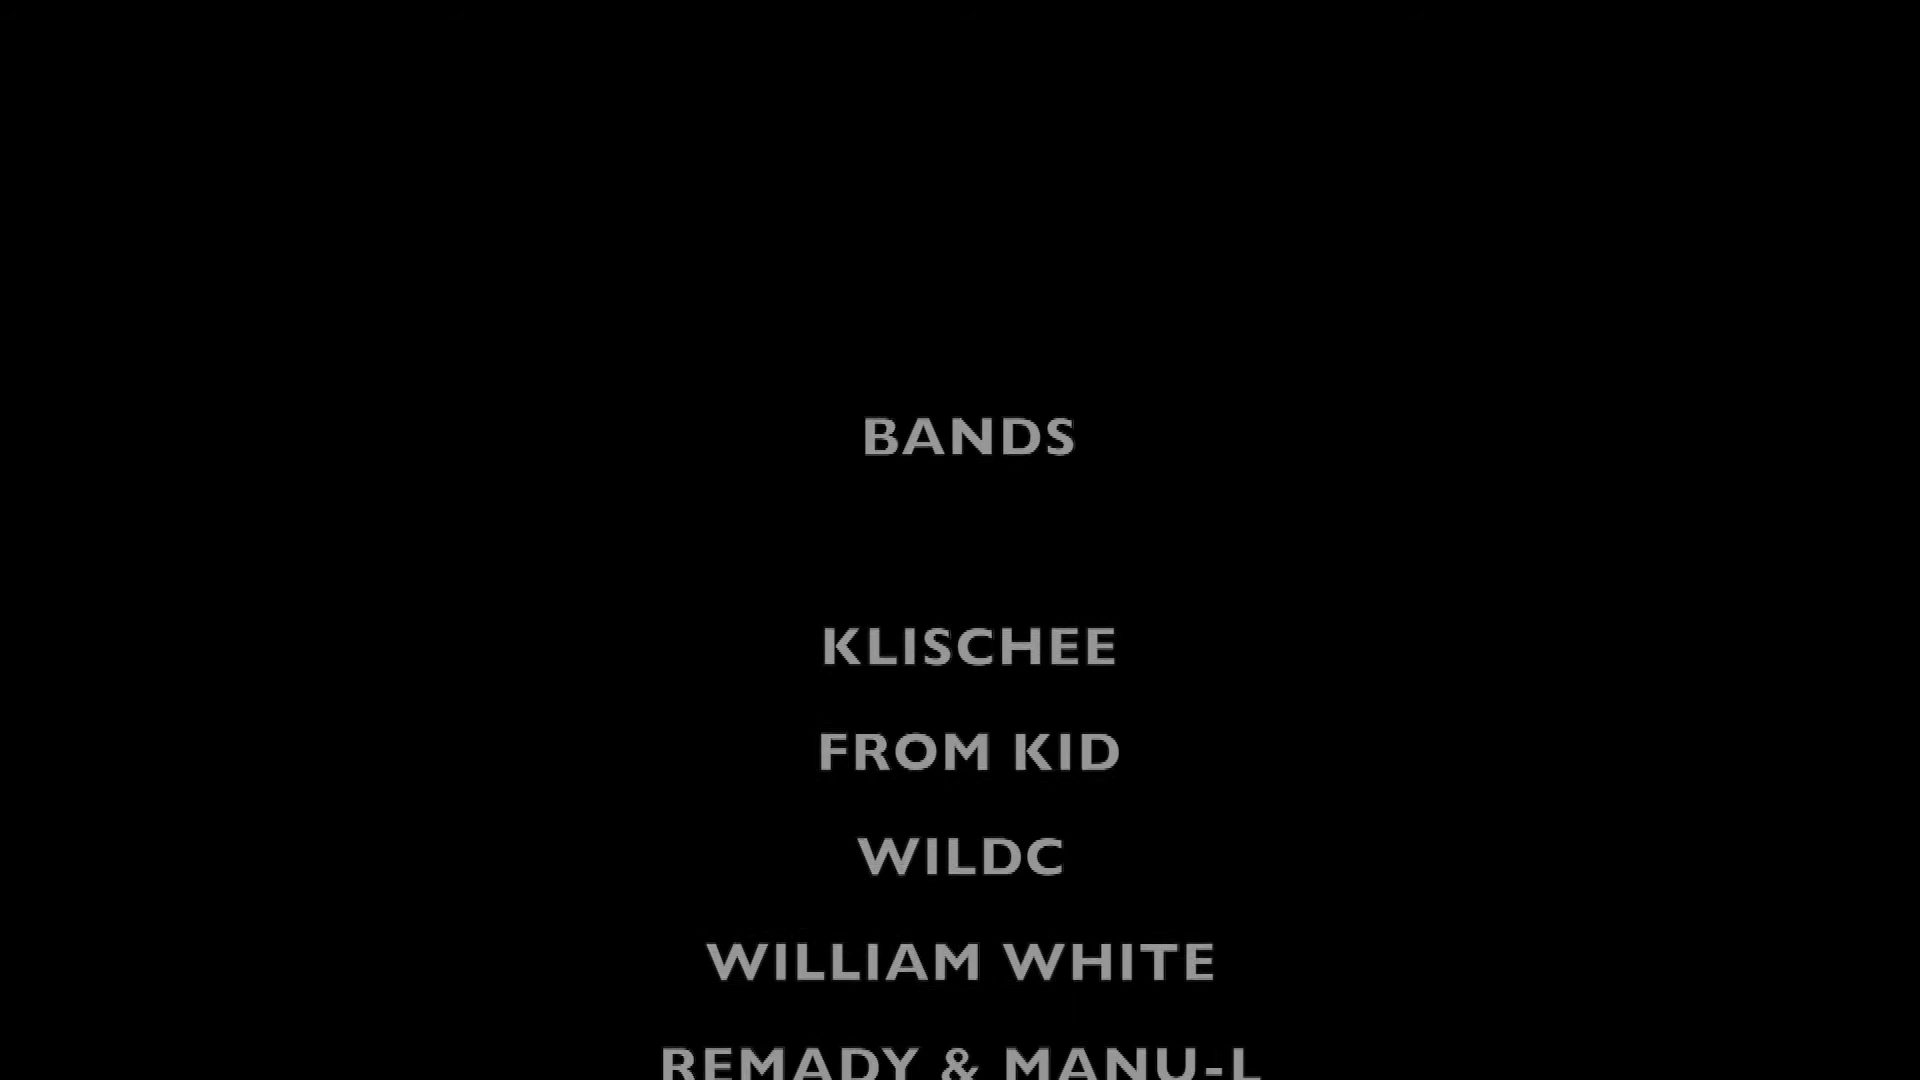 BANDS
KLISCHEE
FROM KID
WILDC
WILLIAM WHITE
REMADY & MANU-L